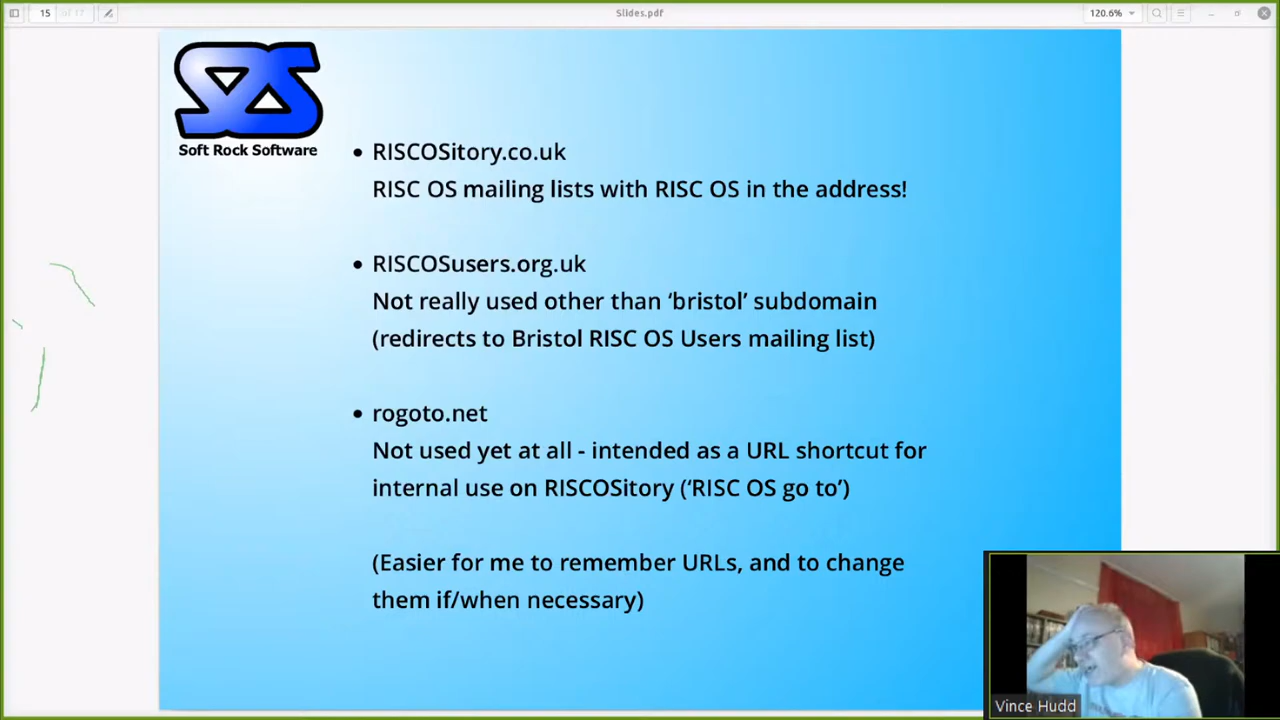 15 of 17
Slides.pdf
120.6%
Soft Rock Software
• RISCOSitory.co.uk
RISC OS mailing lists with RISC OS in the address!
• RISCOSusers.org.uk
Not really used other than ‘bristol’ subdomain
(redirects to Bristol RISC OS Users mailing list)
• rogoto.net
Not used yet at all - intended as a URL shortcut for
internal use on RISCOSitory (‘RISC OS go to’)
(Easier for me to remember URLs, and to change
them if/when necessary)
Vince Hudd